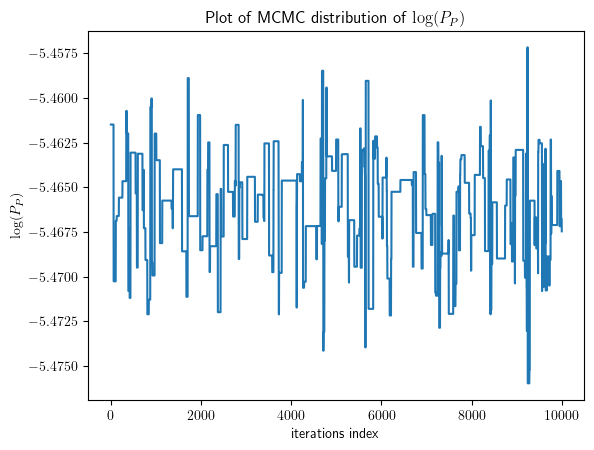 Plot of MCMC distribution of log(P_P)
−5.4575
−5.4600
−5.4625
−5.4650
−5.4675
−5.4700
−5.4725
−5.4750
log(P_P)
0 2000 4000 6000 8000 10000
iterations index